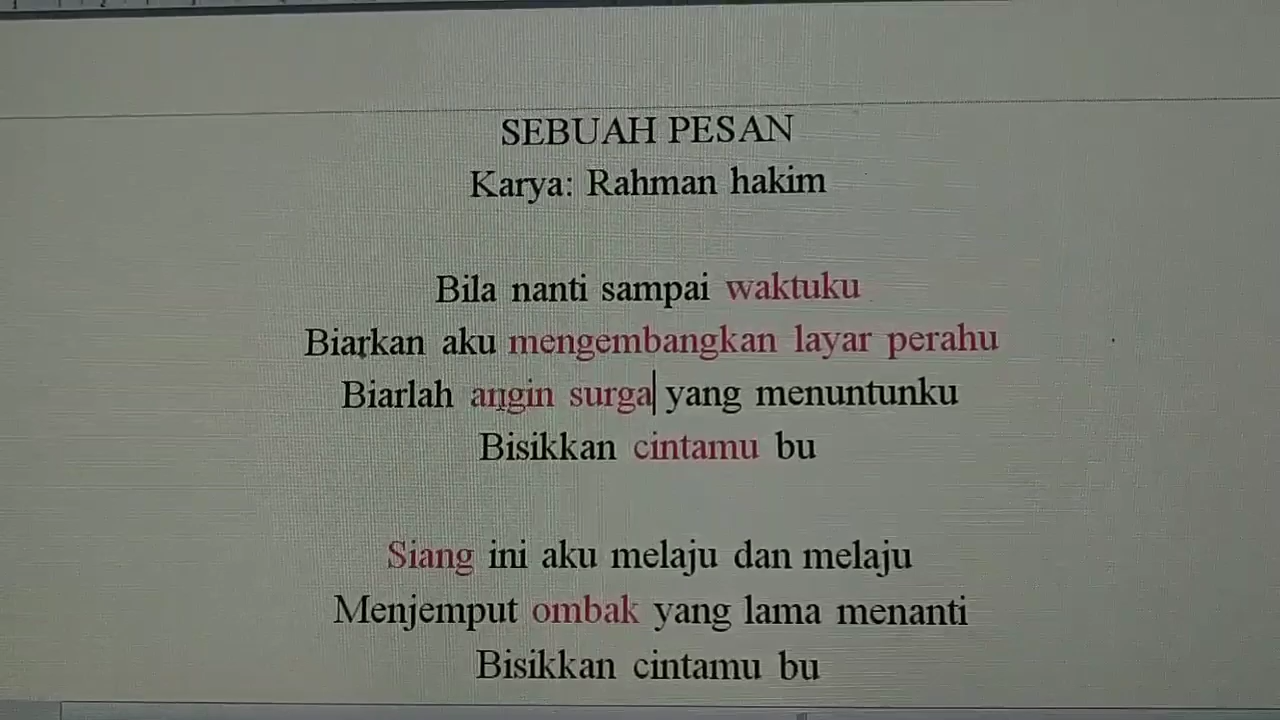 SEBUAH PESAN
Karya: Rahman hakim
Bila nanti sampai waktuku
Biarkan aku mengembangkan layar perahu
Biarlah angin surga yang menuntunku
Bisikkan cintamu bu
Siang ini aku melaju dan melaju
Menjemput ombak yang lama menanti
Bisikkan cintamu bu